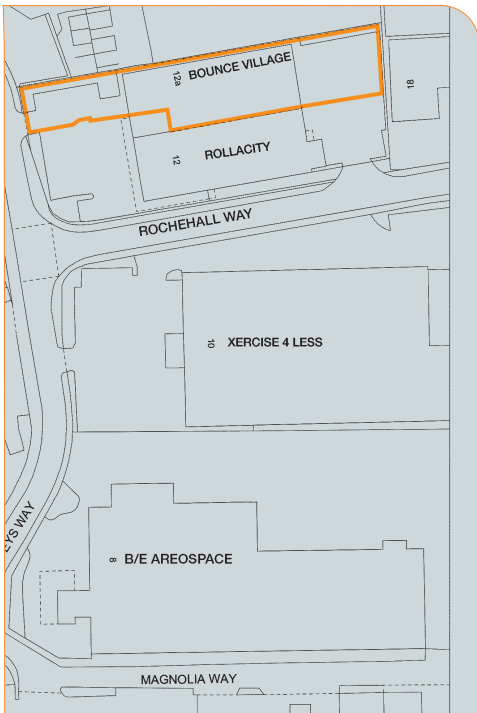 BOUNCE VILLAGE
12a
18
ROLLACITY
12
ROCHEHALL WAY
10
XERCISE 4 LESS
EYS WAY
8
B/E AREOSPACE
MAGNOLIA WAY